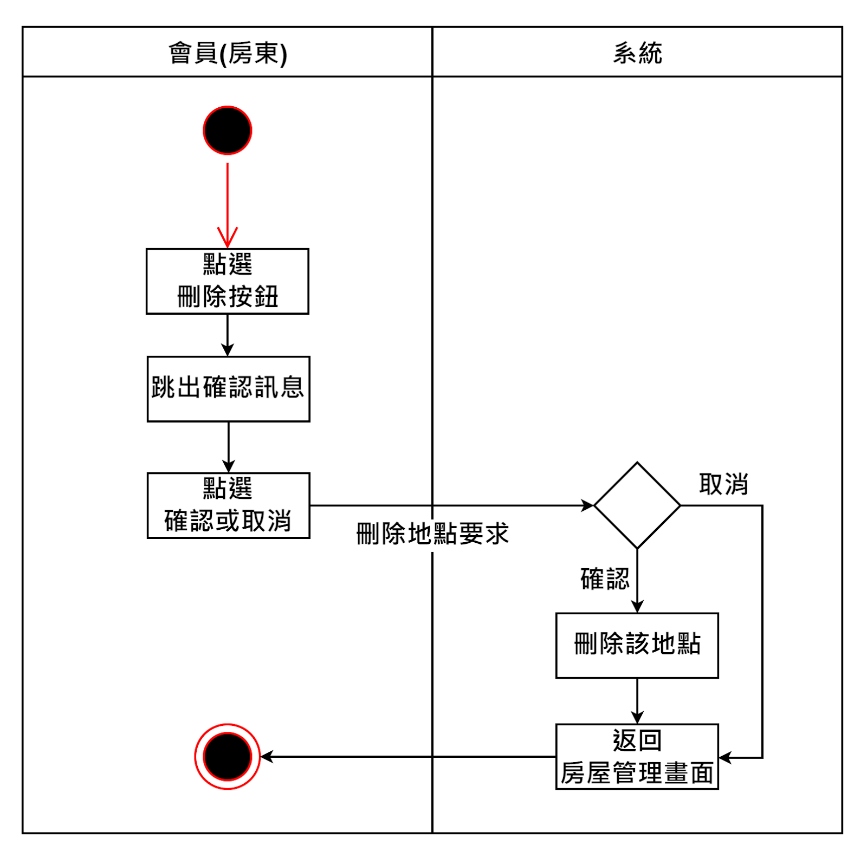 會員(房東)
系統
點選
刪除按鈕
跳出確認訊息
點選
確認或取消
刪除地點要求
取消
確認
刪除該地點
返回
房屋管理畫面